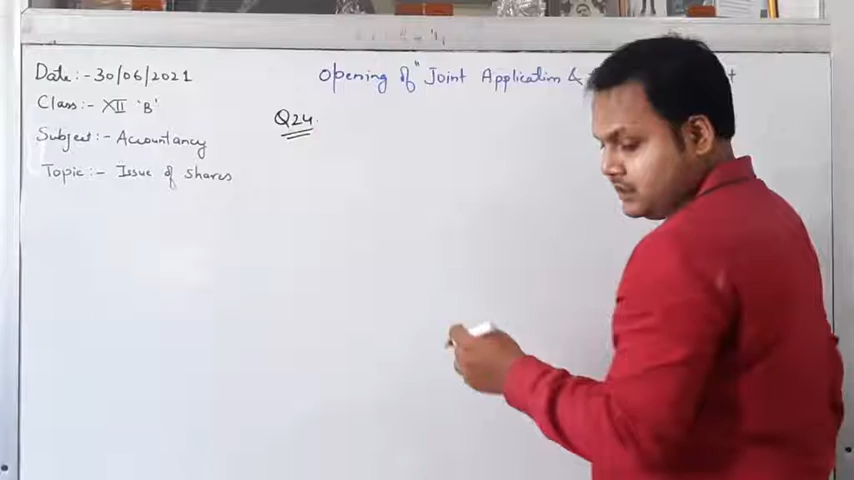 Date:- 30/06/2021
Opening of Joint Application &
Class:- XII 'B'
Q24.
Subject:- Accountancy
Topic:- Issue of shares